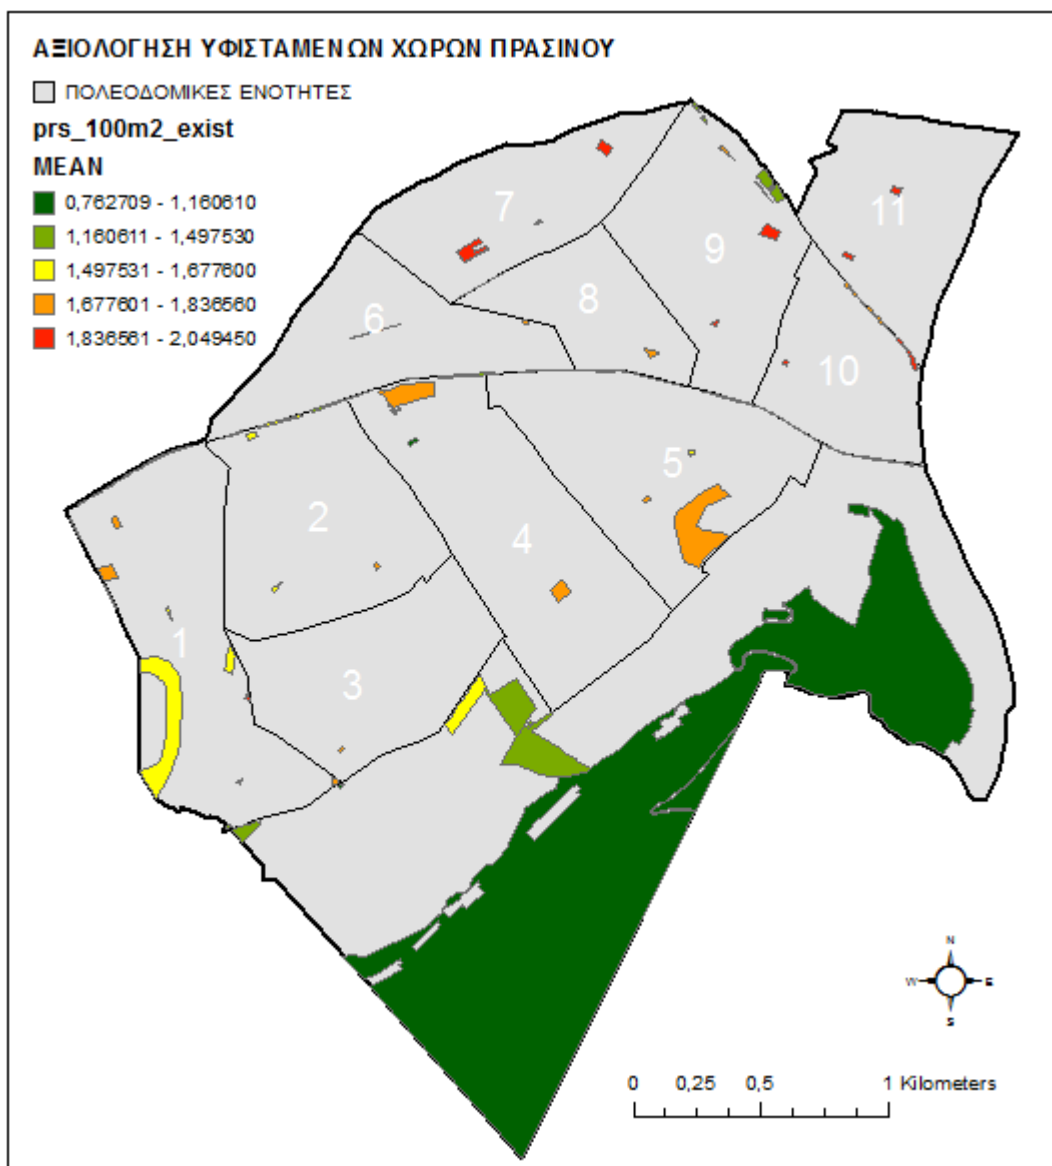 ΑΞΙΟΛΟΓΗΣΗ ΥΦΙΣΤΑΜΕΝΩΝ ΧΩΡΩΝ ΠΡΑΣΙΝΟΥ
ΠΟΛΕΟΔΟΜΙΚΕΣ ΕΝΟΤΗΤΕΣ
prs_100m2_exist
MEAN
0,762709 - 1,160610
1,160611 - 1,497530
1,497531 - 1,677600
1,677601 - 1,836560
1,836561 - 2,049450
7
11
9
8
6
10
5
2
4
1
3
N
W E
S
0 0,25 0,5 1 Kilometers